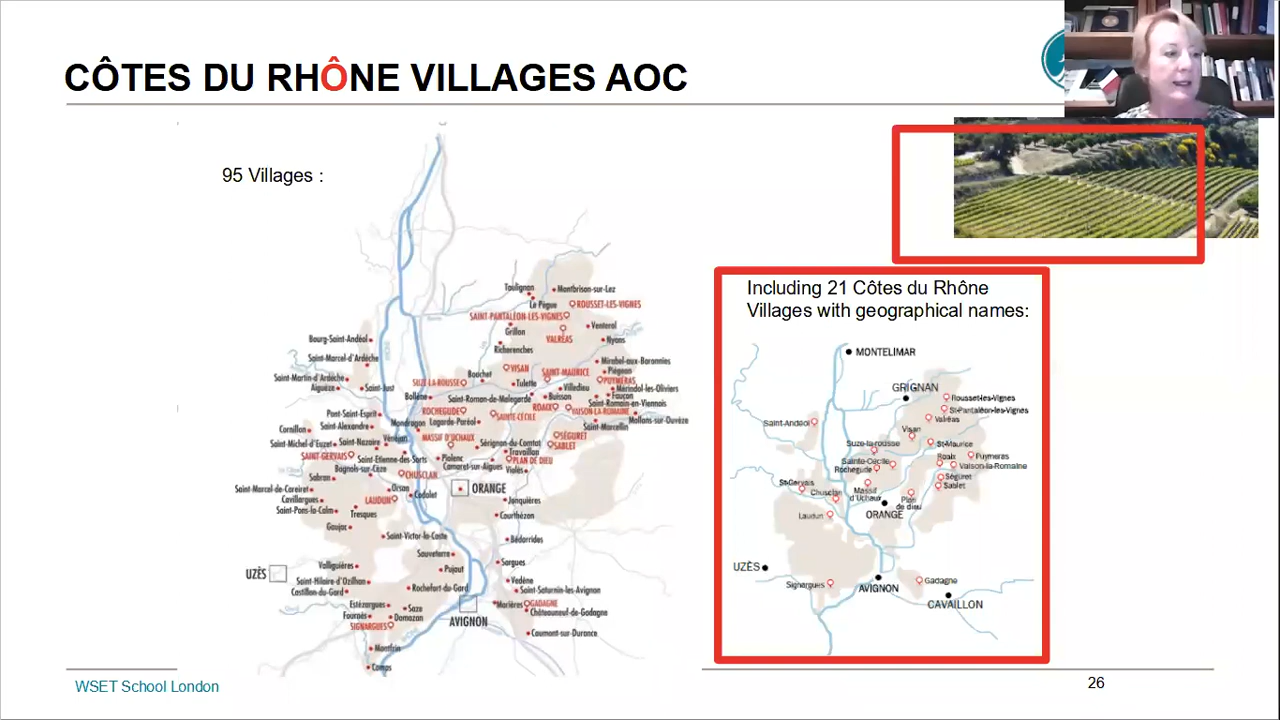 CÔTES DU RHÔNE VILLAGES AOC
95 Villages :
Toulignan
Montbrison-sur-Lez
Le Pègue
ROUSSET-LES-VIGNES
SAINT-PANTALÉON-LES-VIGNES
Grillon
Venterol
VALRÉAS
Nyons
Richerenches
Bourg-Saint-Andéol
Saint-Marcel-d'Ardèche
Mirabel-aux-Baronnies
VISAN
SAINT-MAURICE
Piégon
Bouchet
Saint-Martin-d'Ardèche
PUYMERAS
SUZE-LA-ROUSSE
Tulette
Villedieu
Mérindol-les-Oliviers
Aiguèze
Saint-Just
Bollène
Saint-Roman-de-Malegarde
Buisson
Faucon
Saint-Romain-en-Viennois
Pont-Saint-Esprit
ROCHEGUDE
ROAIX
VAISON-LA-ROMAINE
SAINTE-CÉCILE
Mollans-sur-Ouvèze
Mondragon
Lagarde-Paréol
Saint-Marcellin
Cornillon
Saint-Alexandre
MASSIF D'UCHAUX
SÉGURET
Saint-Michel-d'Euzet
Saint-Nazaire
Vénéjan
Sérignan-du-Comtat
SABLET
Travaillan
SAINT-GERVAIS
Saint-Etienne-des-Sorts
Piolenc
PLAN DE DIEU
Camaret-sur-Aigues
Violès
Bagnols-sur-Cèze
CHUSCLAN
Sabran
Orsan
ORANGE
Saint-Marcel-de-Careiret
Codolet
Cavillargues
LAUDUN
Jonquières
Saint-Pons-la-Calm
Tresques
Courthézon
Gaujac
Saint-Victor-la-Coste
Bédarrides
Sauveterre
Valliguières
Pujaut
Sorgues
UZÈS
Saint-Hilaire-d'Ozilhan
Vedène
Castillon-du-Gard
Rochefort-du-Gard
Saint-Saturnin-les-Avignon
Estézargues
Saze
Morières
GADAGNE
Fournès
Domazan
Châteauneuf-de-Gadagne
SIGNARGUES
AVIGNON
Caumont-sur-Durance
Montfrin
Comps
Including 21 Côtes du Rhône
Villages with geographical names:
MONTELIMAR
GRIGNAN
Rousset-les-Vignes
St-Pantaléon-les-Vignes
Valréas
Saint-Andéol
Visan
Suze-la-rousse
St-Maurice
Sainte-Cécile
Roaix
Puymeras
Rochegude
Vaison-la-Romaine
St-Gervais
Séguret
Massif
d'Uchaux
Sablet
Chusclan
Plan
de dieu
Laudun
ORANGE
UZÈS
Signargues
AVIGNON
Gadagne
CAVAILLON
WSET School London
26